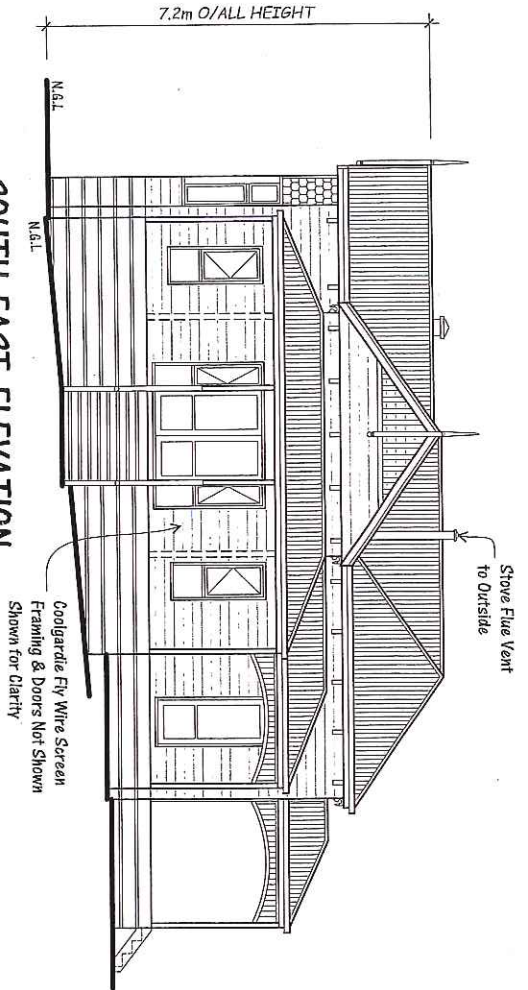 7.2m O/ALL HEIGHT
Stove Flue Vent
to Outside
N.G.L
N.G.L
Coolgardie Fly Wire Screen
Framing & Doors Not Shown
Shown for Clarity
SOUTH EAST ELEVATION